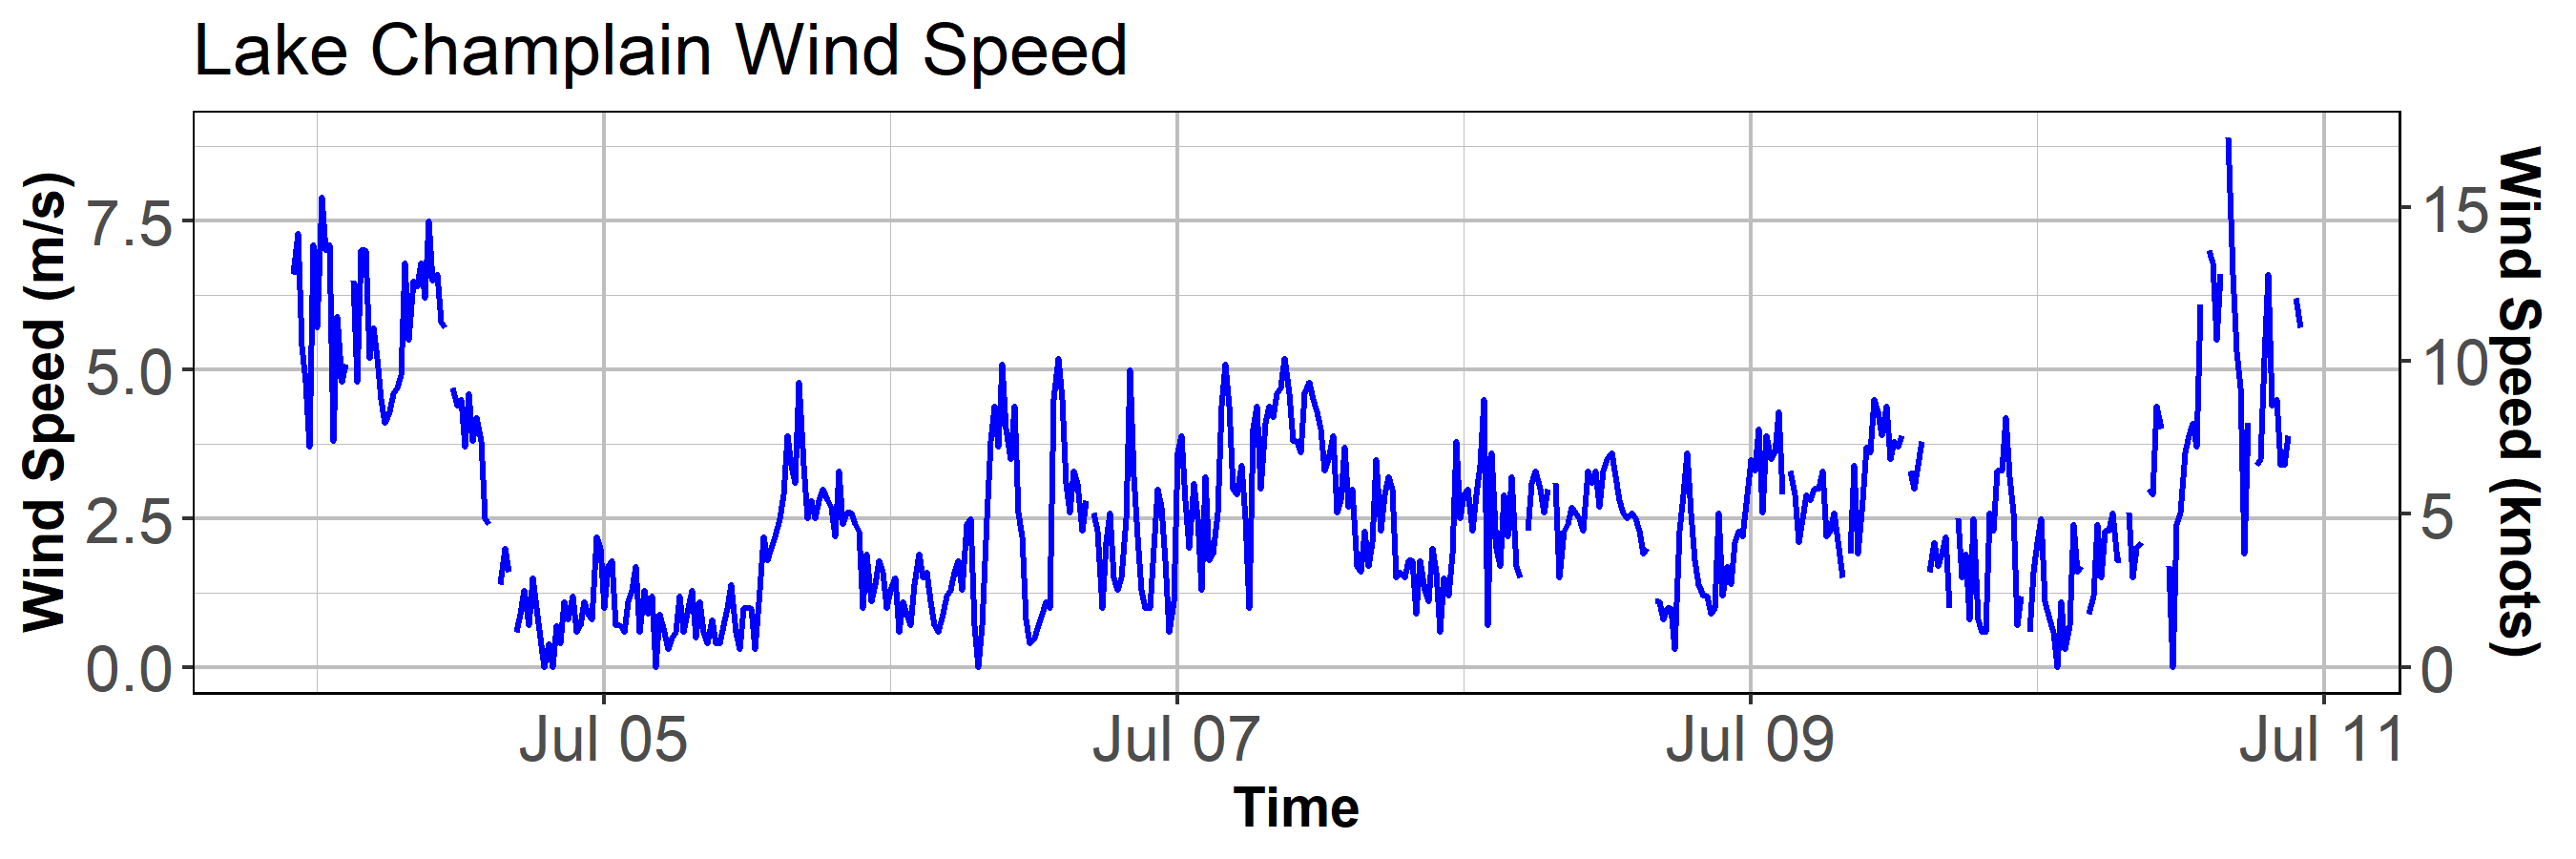 Lake Champlain Wind Speed
Wind Speed (m/s)
7.5
5.0
2.5
0.0
15
10
5
0
Wind Speed (knots)
Jul 05
Jul 07
Jul 09
Jul 11
Time